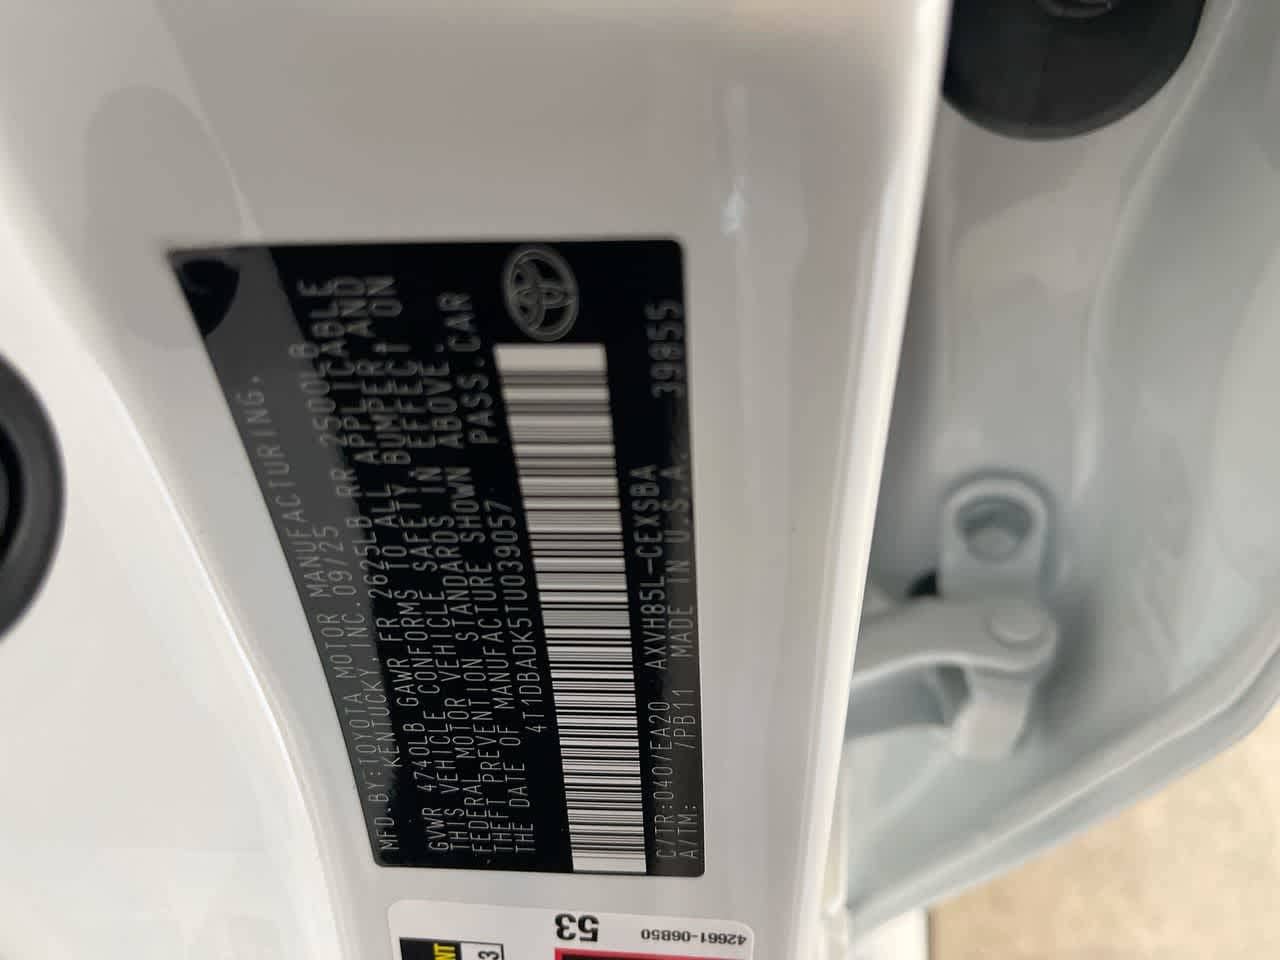 MFD. BY: TOYOTA MOTOR MANUFACTURING,
KENTUCKY, INC. 09/25
GVWR 4740LB GAWR FR 2625LB RR 2500LB
THIS VEHICLE CONFORMS TO ALL APPLICABLE
FEDERAL MOTOR VEHICLE SAFETY, BUMPER, AND
THEFT PREVENTION STANDARDS IN EFFECT ON
THE DATE OF MANUFACTURE SHOWN ABOVE.
4T1DBADK5TU039057 PASS.CAR
C/TR:040/EA20 AXVH85L-CEXSBA
A/TM: /PB11 MADE IN U.S.A. 39855
53
42661-06850